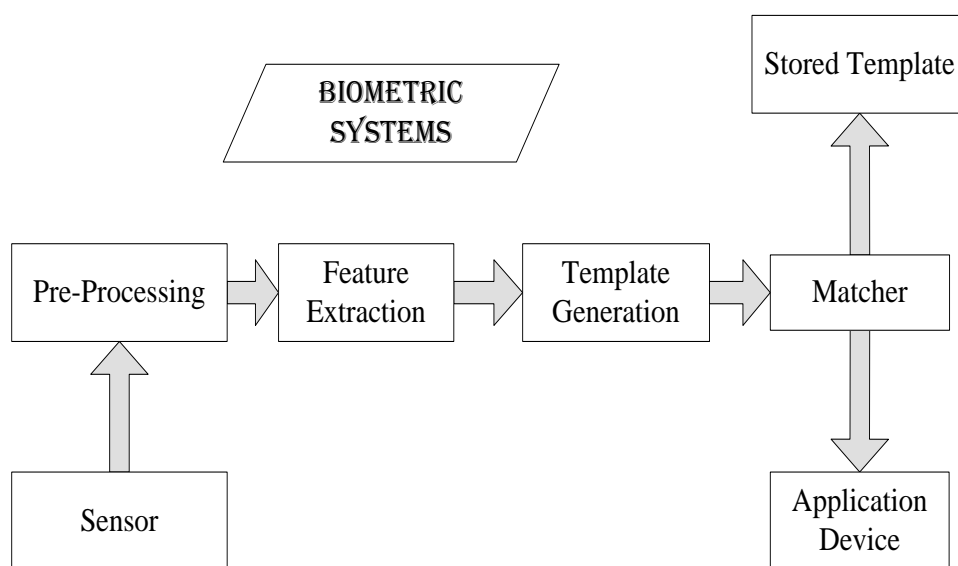 BIOMETRIC
SYSTEMS
Stored Template
Pre-Processing
Feature
Extraction
Template
Generation
Matcher
Sensor
Application
Device